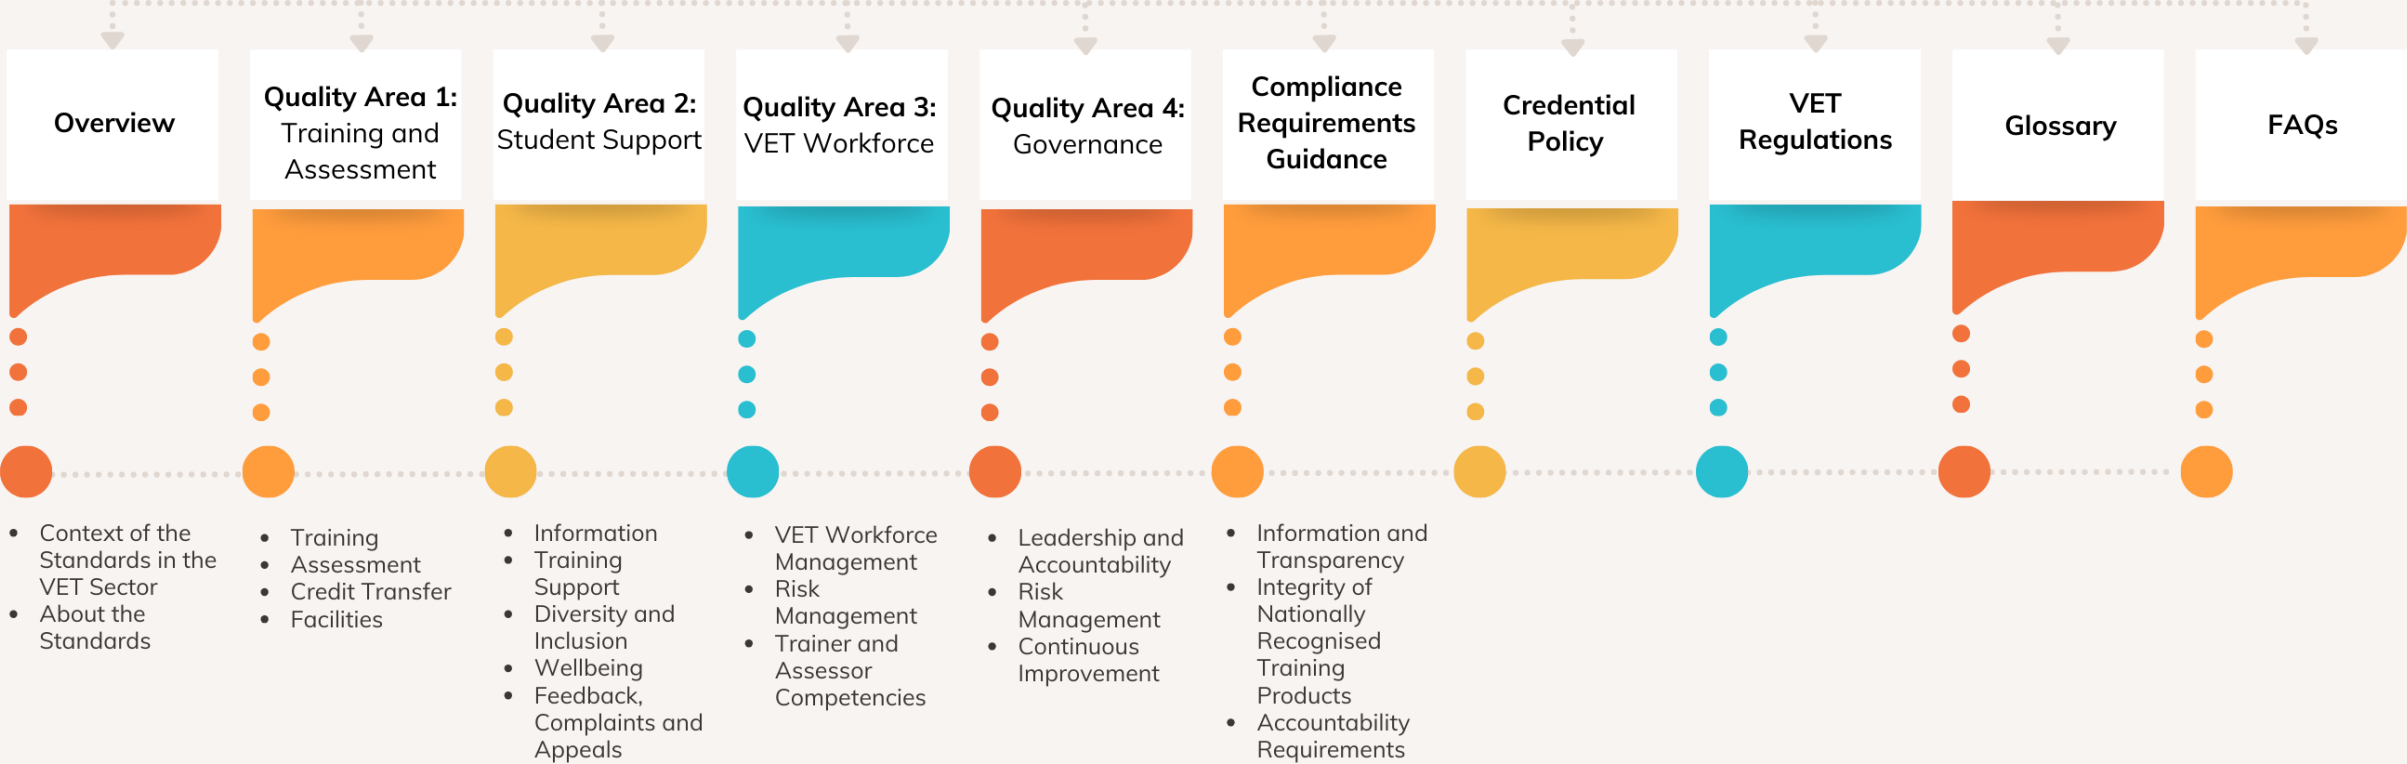 Overview
Quality Area 1:
Training and
Assessment
Quality Area 2:
Student Support
Quality Area 3:
VET Workforce
Quality Area 4:
Governance
Compliance
Requirements
Guidance
Credential
Policy
VET
Regulations
Glossary
FAQs
• Context of the
Standards in the
VET Sector
• About the
Standards
• Training
• Assessment
• Credit Transfer
• Facilities
• Information
• Training
Support
• Diversity and
Inclusion
• Wellbeing
• Feedback,
Complaints and
Appeals
• VET Workforce
Management
• Risk
Management
• Trainer and
Assessor
Competencies
• Leadership and
Accountability
• Risk
Management
• Continuous
Improvement
• Information and
Transparency
• Integrity of
Nationally
Recognised
Training
Products
• Accountability
Requirements